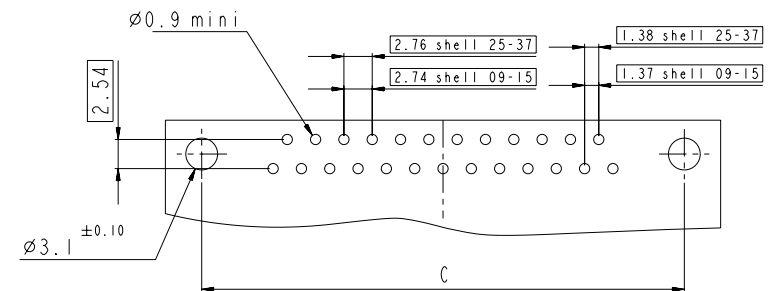 Ø0.9 mini
2.76 shell 25-37
1.38 shell 25-37
2.74 shell 09-15
1.37 shell 09-15
2.54
Ø3.1 ±0.10
C